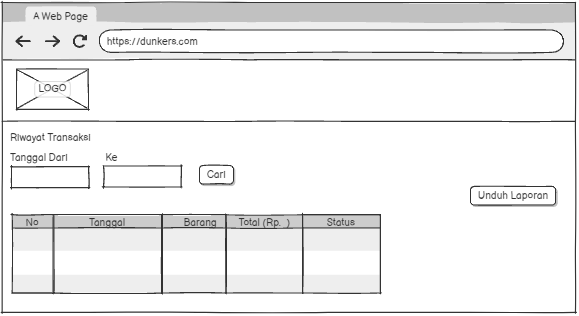 A Web Page
https://dunkers.com
LOGO
Riwayat Transaksi
Tanggal Dari Ke
Cari
Unduh Laporan
No Tanggal Barang Total (Rp. ) Status